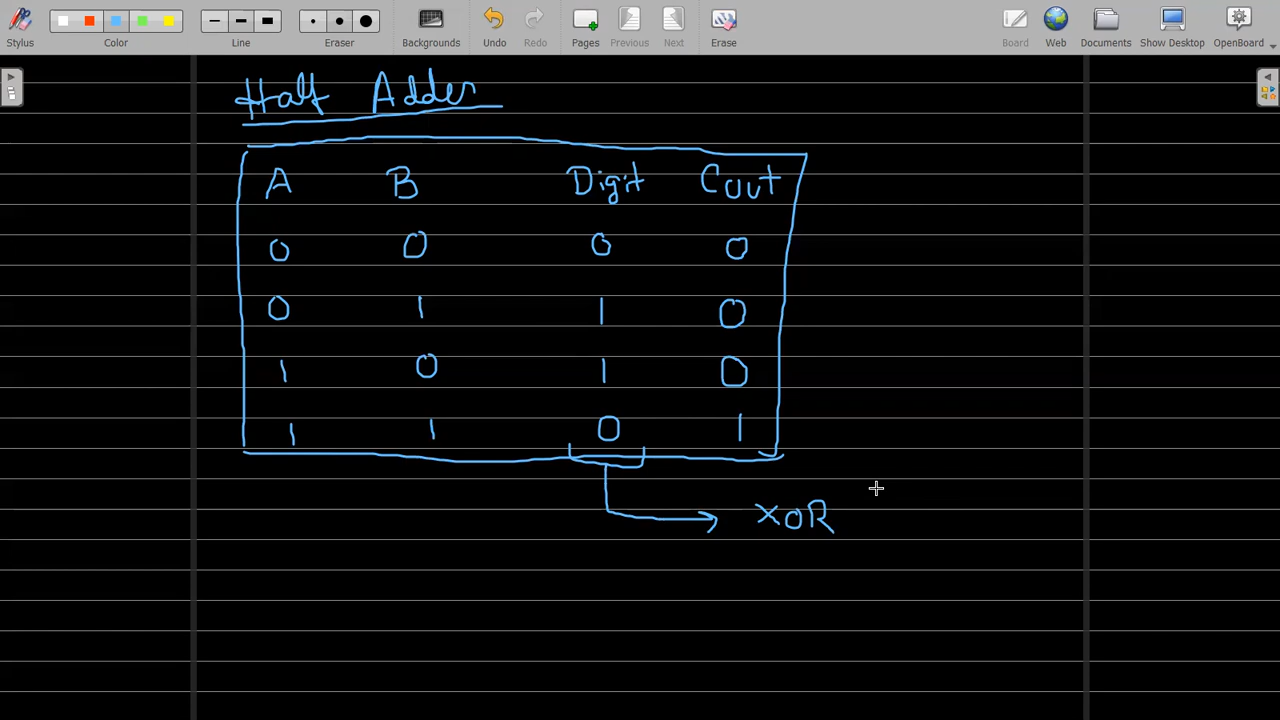 Stylus Color Line Eraser Backgrounds Undo Redo Pages Previous Next Erase Board Web Documents Show Desktop OpenBoard
Half Adder
A B Digit Cout
0 0 0 0
0 1 1 0
1 0 1 0
1 1 0 1
XOR